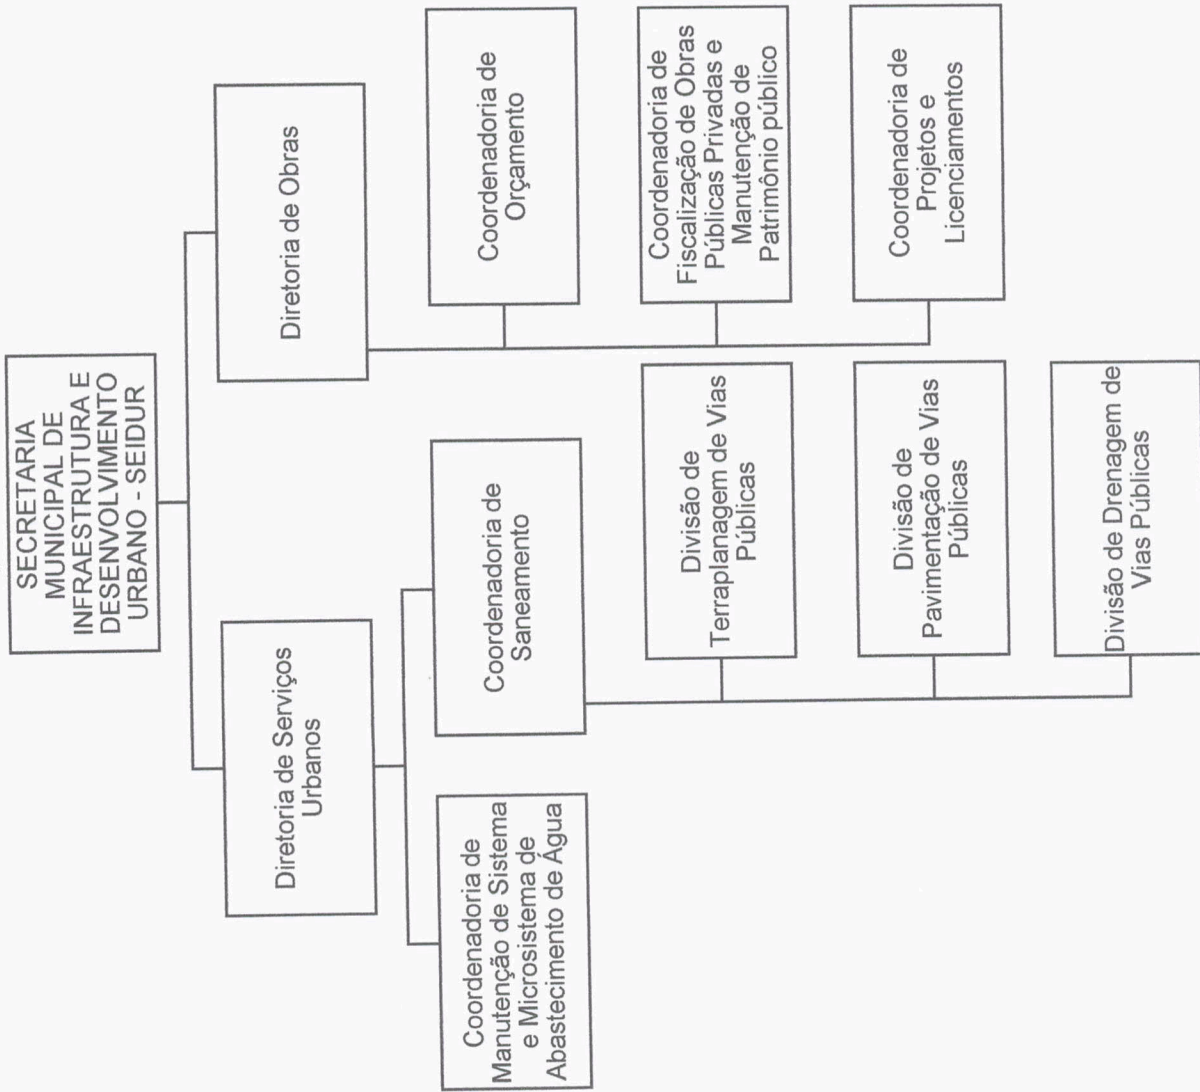 SECRETARIA
MUNICIPAL DE
INFRAESTRUTURA E
DESENVOLVIMENTO
URBANO - SEIDUR
Diretoria de Serviços
Urbanos
Diretoria de Obras
Coordenadoria de
Manutenção de Sistema
e Microsistema de
Abastecimento de Água
Coordenadoria de
Saneamento
Divisão de
Terraplanagem de Vias
Públicas
Divisão de
Pavimentação de Vias
Públicas
Divisão de Drenagem de
Vias Públicas
Coordenadoria de
Orçamento
Coordenadoria de
Fiscalização de Obras
Públicas Privadas e
Manutenção de
Patrimônio público
Coordenadoria de
Projetos e
Licenciamentos